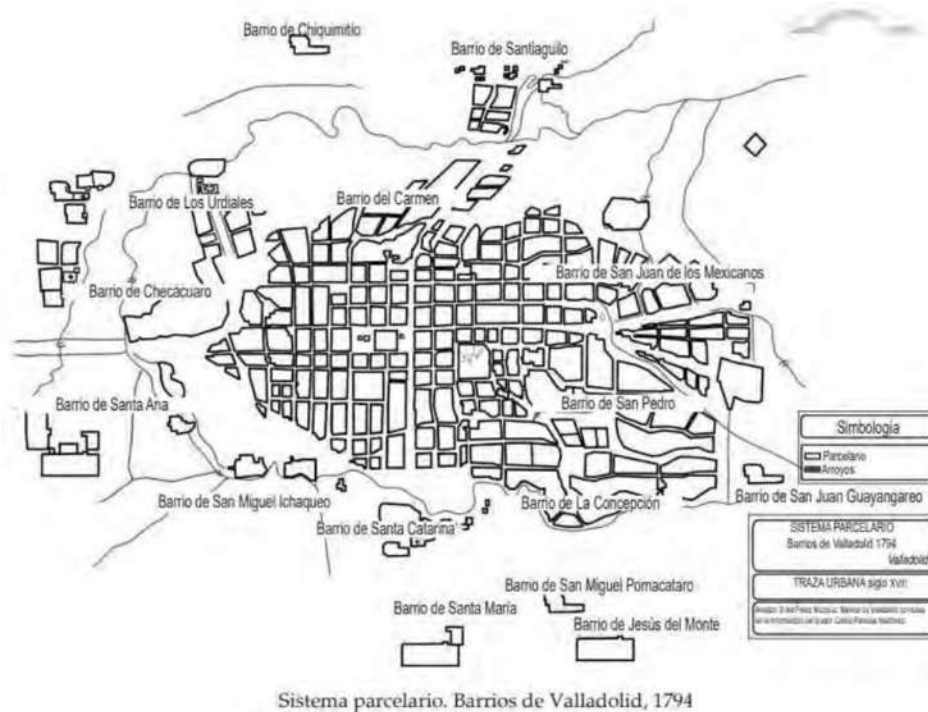 Barrio de Chiquimitío
Barrio de Santiaguito
Barrio de Los Urdiales
Barrio del Carmen
Barrio de San Juan de los Mexicanos
Barrio de Checácuaro
Barrio de Santa Ana
Barrio de San Pedro
Simbología
Parcelario
Arroyos
Barrio de San Miguel Ichaqueo
Barrio de La Concepción
Barrio de San Juan Guayangareo
Barrio de Santa Catarina
SISTEMA PARCELARIO
Barrios de Valladolid 1794
Valladolid
TRAZA URBANA siglo XVIII
Barrio de San Miguel Pomacataro
Barrio de Santa María
Barrio de Jesús del Monte
Sistema parcelario. Barrios de Valladolid, 1794